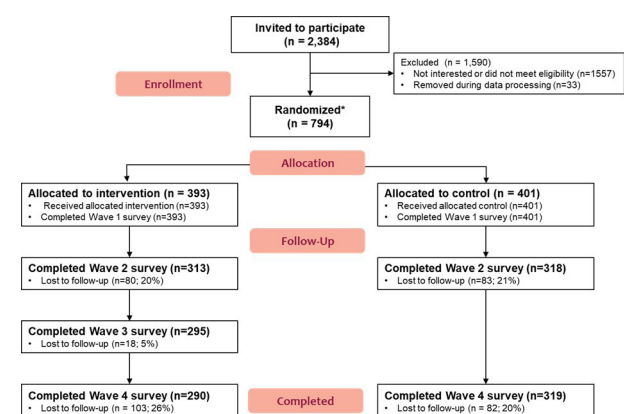 Invited to participate
(n = 2,384)
Excluded (n = 1,590)
• Not interested or did not meet eligibility (n=1557)
• Removed during data processing (n=33)
Enrollment
Randomized*
(n = 794)
Allocation
Allocated to intervention (n = 393)
• Received allocated intervention (n=393)
• Completed Wave 1 survey (n=393)
Allocated to control (n = 401)
• Received allocated control (n=401)
• Completed Wave 1 survey (n=401)
Follow-Up
Completed Wave 2 survey (n=313)
• Lost to follow-up (n=80; 20%)
Completed Wave 2 survey (n=318)
• Lost to follow-up (n=83; 21%)
Completed Wave 3 survey (n=295)
• Lost to follow-up (n=18; 5%)
Completed Wave 4 survey (n=290)
• Lost to follow-up (n = 103; 26%)
Completed
Completed Wave 4 survey (n=319)
• Lost to follow-up (n = 82; 20%)